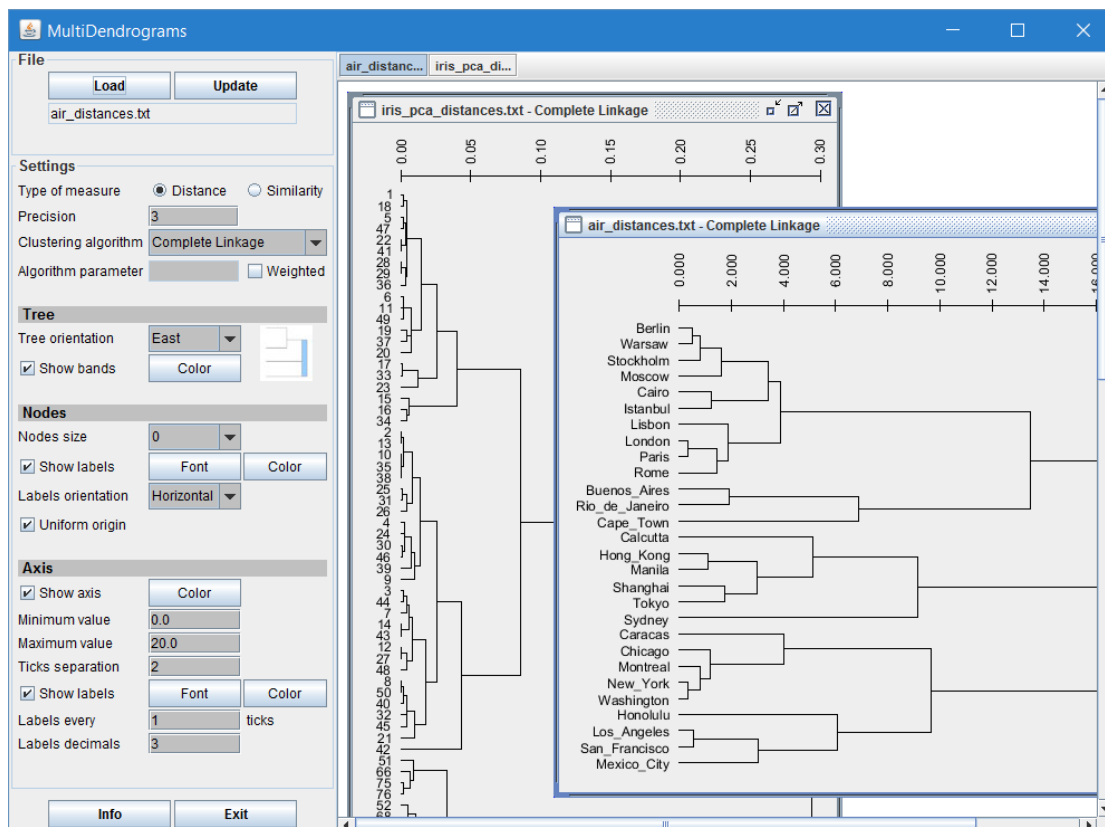 MultiDendrograms
File
Load Update
air_distances.txt
Settings
Type of measure Distance Similarity
Precision 3
Clustering algorithm Complete Linkage
Algorithm parameter Weighted
Tree
Tree orientation East
Show bands Color
Nodes
Nodes size 0
Show labels Font Color
Labels orientation Horizontal
Uniform origin
Axis
Show axis Color
Minimum value 0.0
Maximum value 20.0
Ticks separation 2
Show labels Font Color
Labels every 1 ticks
Labels decimals 3
Info Exit
air_distanc... iris_pca_di...
iris_pca_distances.txt - Complete Linkage
0.00 0.05 0.10 0.15 0.20 0.25 0.30
1
18
5
47
22
41
28
29
36
6
11
49
19
37
20
17
33
23
15
16
34
2
13
10
35
38
25
31
26
4
24
30
46
39
9
3
44
7
14
43
12
27
48
8
50
40
32
45
21
42
51
66
75
76
52
68
air_distances.txt - Complete Linkage
0.000 2.000 4.000 6.000 8.000 10.000 12.000 14.000 16.000
Berlin
Warsaw
Stockholm
Moscow
Cairo
Istanbul
Lisbon
London
Paris
Rome
Buenos_Aires
Rio_de_Janeiro
Cape_Town
Calcutta
Hong_Kong
Manila
Shanghai
Tokyo
Sydney
Caracas
Chicago
Montreal
New_York
Washington
Honolulu
Los_Angeles
San_Francisco
Mexico_City